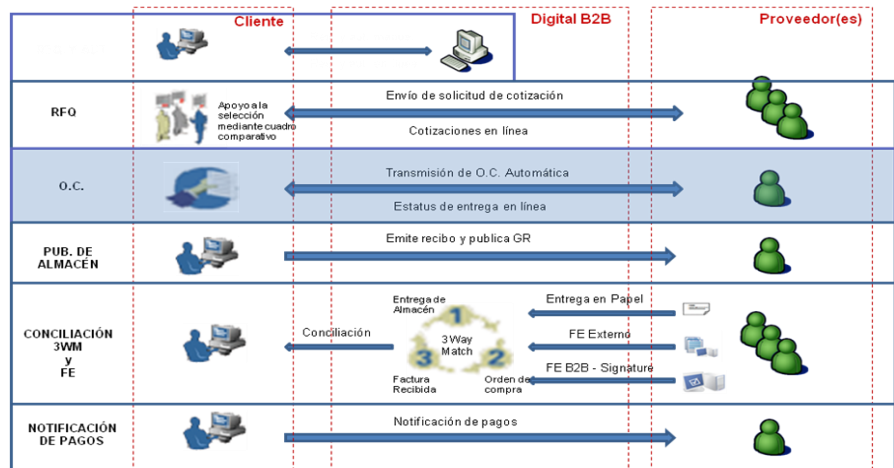 Cliente
Digital B2B
Proveedor(es)
RFQ
Apoyo a la
selección
mediante cuadro
comparativo
Envío de solicitud de cotización
Cotizaciones en línea
O.C.
Transmisión de O.C. Automática
Estatus de entrega en línea
PUB. DE
ALMACÉN
Emite recibo y publica GR
CONCILIACIÓN
3WM
y
FE
Conciliación
Entrega de
Almacén
1
3 Way
Match
3
2
Factura
Recibida
Orden de
compra
Entrega en Papel
FE Externo
FE B2B - Signature
NOTIFICACIÓN
DE PAGOS
Notificación de pagos